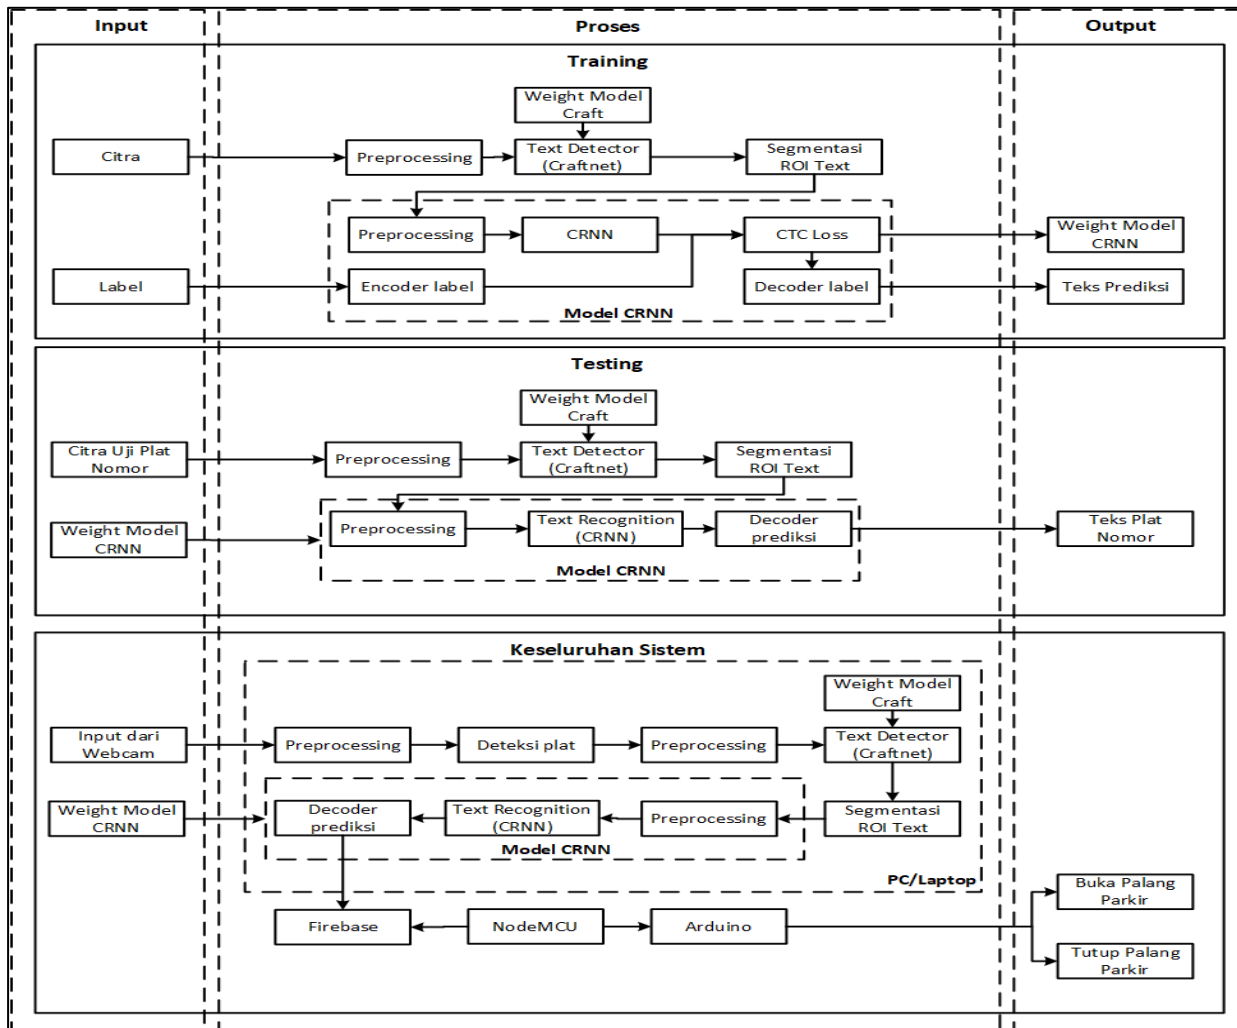 Input
Proses
Output
Training
Weight Model
Craft
Citra
Preprocessing
Text Detector
(Craftnet)
Segmentasi
ROI Text
Preprocessing
CRNN
CTC Loss
Weight Model
CRNN
Label
Encoder label
Decoder label
Teks Prediksi
Model CRNN
Testing
Weight Model
Craft
Citra Uji Plat
Nomor
Preprocessing
Text Detector
(Craftnet)
Segmentasi
ROI Text
Weight Model
CRNN
Preprocessing
Text Recognition
(CRNN)
Decoder
prediksi
Teks Plat
Nomor
Model CRNN
Keseluruhan Sistem
Weight Model
Craft
Input dari
Webcam
Preprocessing
Deteksi plat
Preprocessing
Text Detector
(Craftnet)
Weight Model
CRNN
Decoder
prediksi
Text Recognition
(CRNN)
Preprocessing
Segmentasi
ROI Text
Model CRNN
PC/Laptop
Buka Palang
Parkir
Firebase
NodeMCU
Arduino
Tutup Palang
Parkir